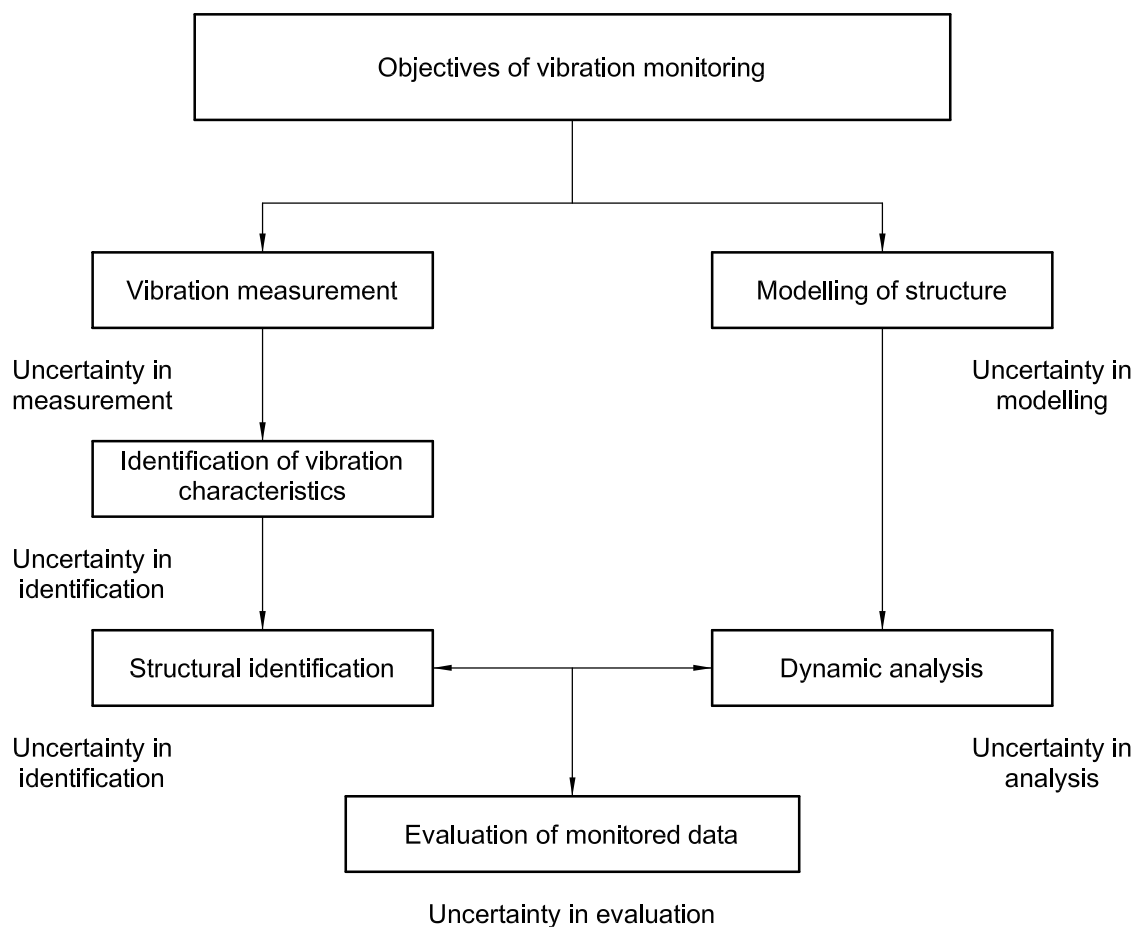 Objectives of vibration monitoring
Vibration measurement
Modelling of structure
Uncertainty in
measurement
Uncertainty in
modelling
Identification of vibration
characteristics
Uncertainty in
identification
Structural identification
Dynamic analysis
Uncertainty in
identification
Uncertainty in
analysis
Evaluation of monitored data
Uncertainty in evaluation